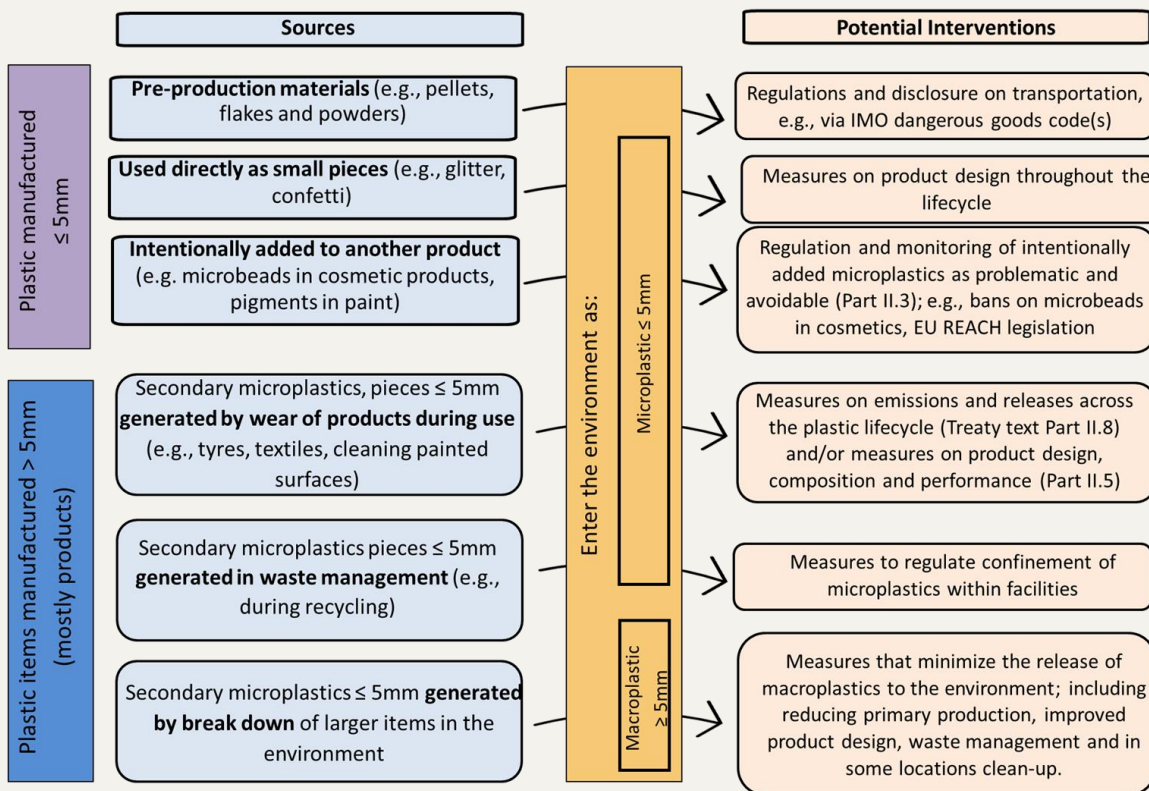 Sources
Potential Interventions
Plastic manufactured
≤ 5mm
Pre-production materials (e.g., pellets,
flakes and powders)
Used directly as small pieces (e.g., glitter,
confetti)
Intentionally added to another product
(e.g. microbeads in cosmetic products,
pigments in paint)
Plastic items manufactured > 5mm
(mostly products)
Secondary microplastics, pieces ≤ 5mm
generated by wear of products during use
(e.g., tyres, textiles, cleaning painted
surfaces)
Secondary microplastics pieces ≤ 5mm
generated in waste management (e.g.,
during recycling)
Secondary microplastics ≤ 5mm generated
by break down of larger items in the
environment
Enter the environment as:
Microplastic ≤ 5mm
Macroplastic
≥ 5mm
Regulations and disclosure on transportation,
e.g., via IMO dangerous goods code(s)
Measures on product design throughout the
lifecycle
Regulation and monitoring of intentionally
added microplastics as problematic and
avoidable (Part II.3); e.g., bans on microbeads
in cosmetics, EU REACH legislation
Measures on emissions and releases across
the plastic lifecycle (Treaty text Part II.8)
and/or measures on product design,
composition and performance (Part II.5)
Measures to regulate confinement of
microplastics within facilities
Measures that minimize the release of
macroplastics to the environment; including
reducing primary production, improved
product design, waste management and in
some locations clean-up.